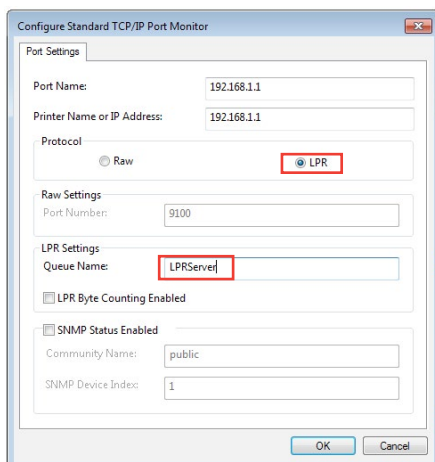 Configure Standard TCP/IP Port Monitor
Port Settings
Port Name: 192.168.1.1
Printer Name or IP Address: 192.168.1.1
Protocol
Raw LPR
Raw Settings
Port Number: 9100
LPR Settings
Queue Name: LPRServer
LPR Byte Counting Enabled
SNMP Status Enabled
Community Name: public
SNMP Device Index: 1
OK Cancel